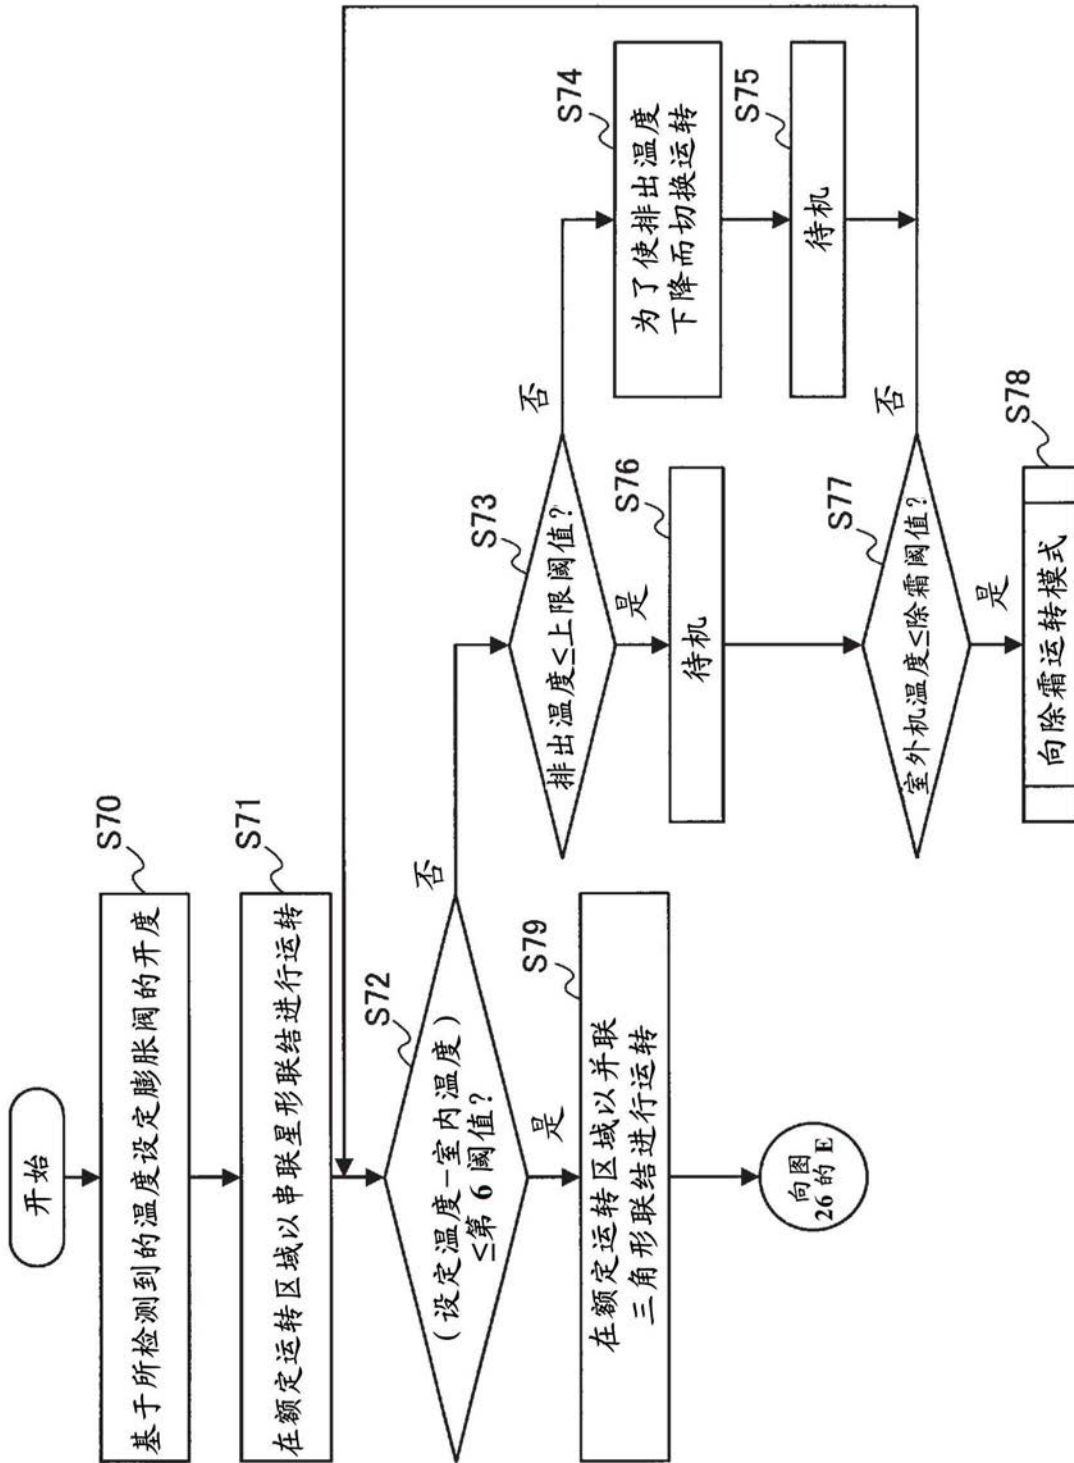 开始
S70
基于所检测到的温度设定膨胀阀的开度
S71
在额定运转区域以串联星形联结进行运转
S72
(设定温度-室内温度)
≤第 6 阈值?
否
是
S73
排出温度≤上限阈值?
否
是
S74
为了使排出温度
下降而切换运转
S75
待机
S76
待机
S77
室外机温度≤除霜阈值?
否
是
S78
向除霜运转模式
S79
在额定运转区域以并联
三角形联结进行运转
向图
26 的 E